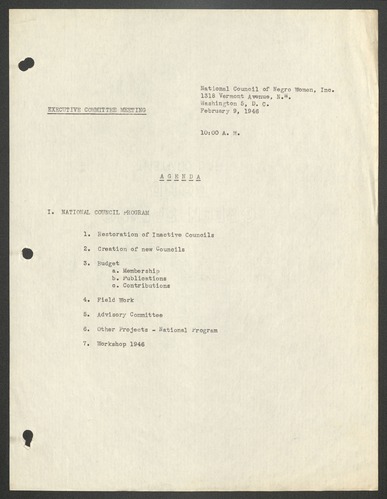 National Council of Negro Women, Inc.
1318 Vermont Avenue, N.W.
Washington 5, D. C.
February 9, 1946
EXECUTIVE COMMITTEE MEETING
10:00 A. M.
A G E N D A
I. NATIONAL COUNCIL PROGRAM
1. Restoration of Inactive Councils
2. Creation of new Councils
3. Budget
a. Membership
b. Publications
c. Contributions
4. Field Work
5. Advisory Committee
6. Other Projects - National Program
7. Workshop 1946